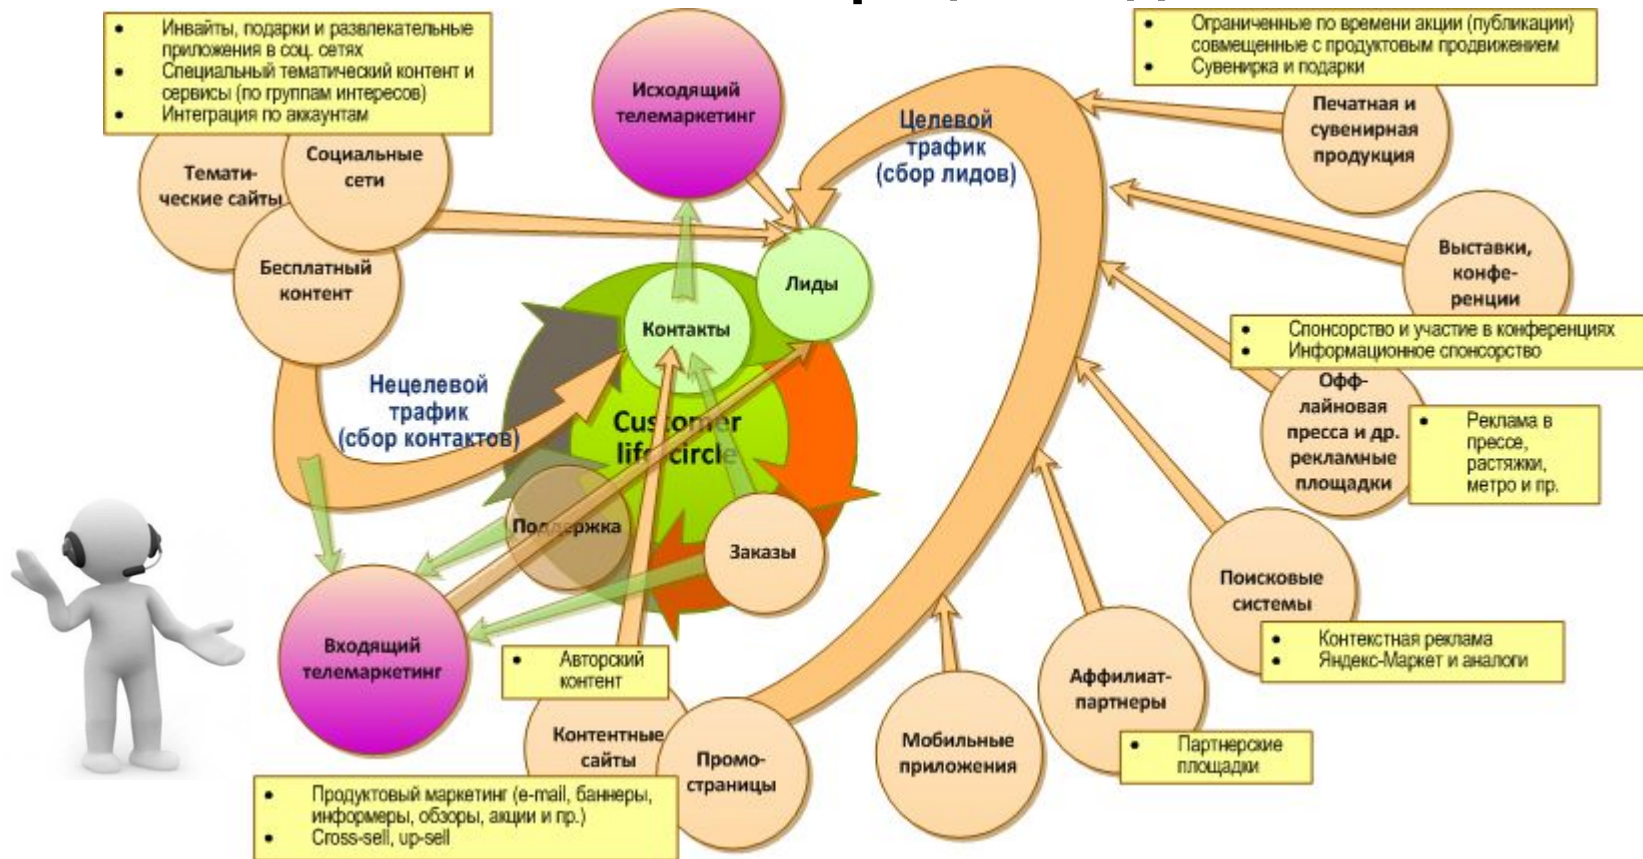 • Инвайты, подарки и развлекательные
приложения в соц. сетях
• Специальный тематический контент и
сервисы (по группам интересов)
• Интеграция по аккаунтам
Темати-
ческие сайты
Социальные
сети
Бесплатный
контент
Исходящий
телемаркетинг
Целевой
трафик
(сбор лидов)
• Ограниченные по времени акции (публикации)
совмещенные с продуктовым продвижением
• Сувенирка и подарки
Печатная и
сувенирная
продукция
Выставки,
конфе-
ренции
• Спонсорство и участие в конференциях
• Информационное спонсорство
Офф-
лайновая
пресса и др.
рекламные
площадки
• Реклама в
прессе,
растяжки,
метро и пр.
Лиды
Контакты
Нецелевой
трафик
(сбор контактов)
Customer
life circle
Поддержка
Заказы
Входящий
телемаркетинг
• Авторский
контент
Контентные
сайты
Промо-
страницы
• Продуктовый маркетинг (e-mail, баннеры,
информеры, обзоры, акции и пр.)
• Cross-sell, up-sell
Мобильные
приложения
Аффилиат-
партнеры
• Партнерские
площадки
Поисковые
системы
• Контекстная реклама
• Яндекс-Маркет и аналоги